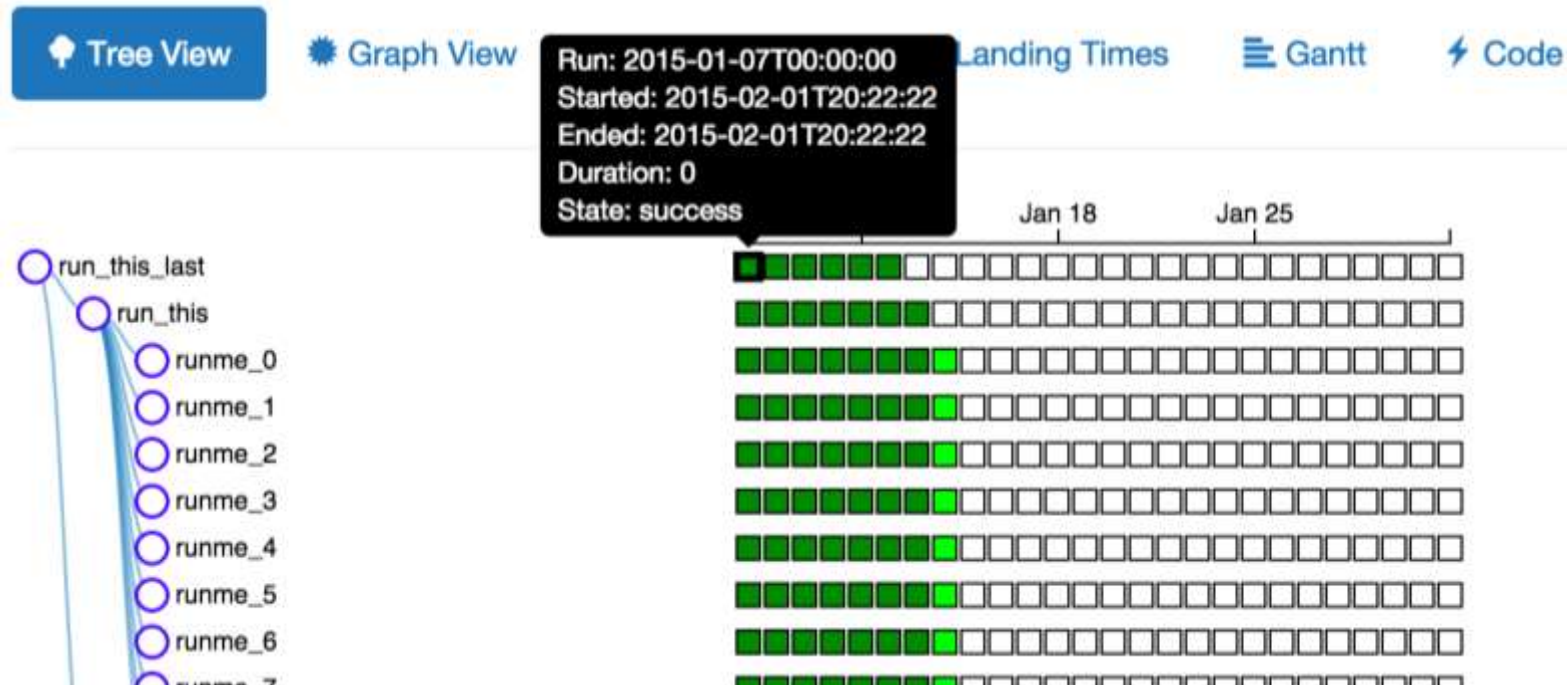 Tree View
Graph View
Landing Times
Gantt
Code
Run: 2015-01-07T00:00:00
Started: 2015-02-01T20:22:22
Ended: 2015-02-01T20:22:22
Duration: 0
State: success
Jan 18
Jan 25
run_this_last
run_this
runme_0
runme_1
runme_2
runme_3
runme_4
runme_5
runme_6